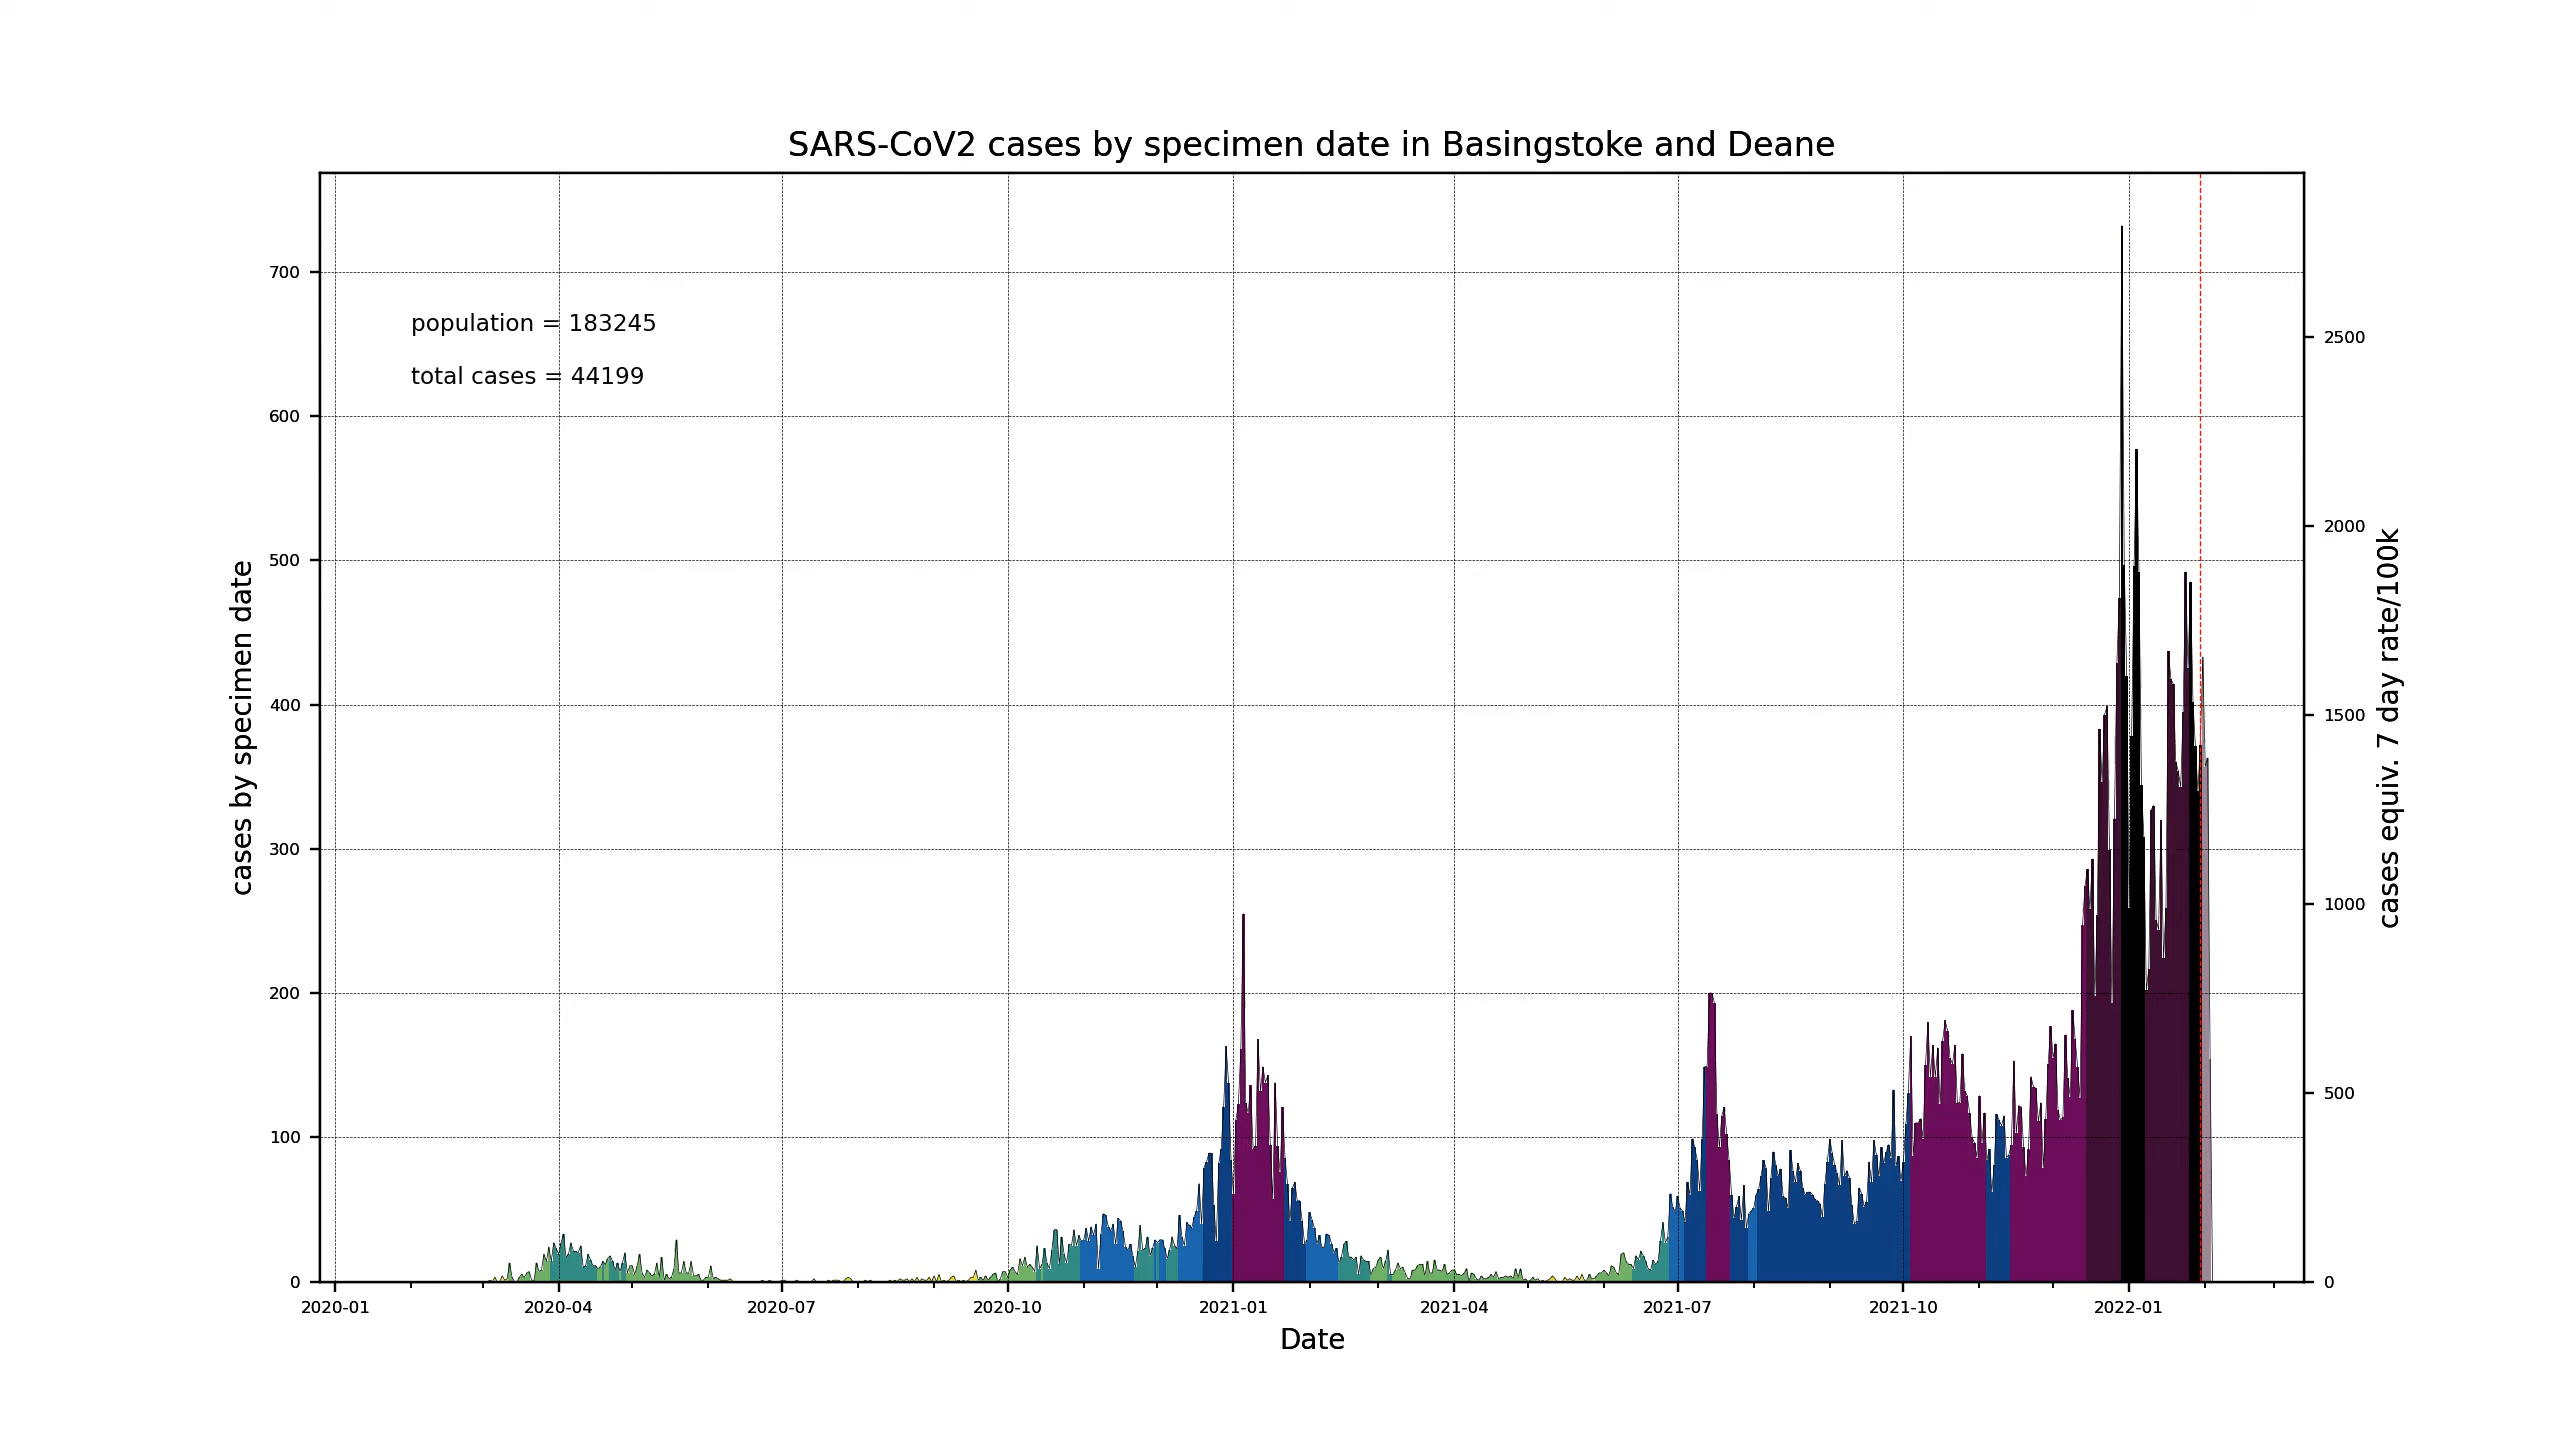 SARS-CoV2 cases by specimen date in Basingstoke and Deane
population = 183245
total cases = 44199
cases by specimen date
700
600
500
400
300
200
100
0
2500
2000
1500
1000
500
0
cases equiv. 7 day rate/100k
2020-01 2020-04 2020-07 2020-10 2021-01 2021-04 2021-07 2021-10 2022-01
Date